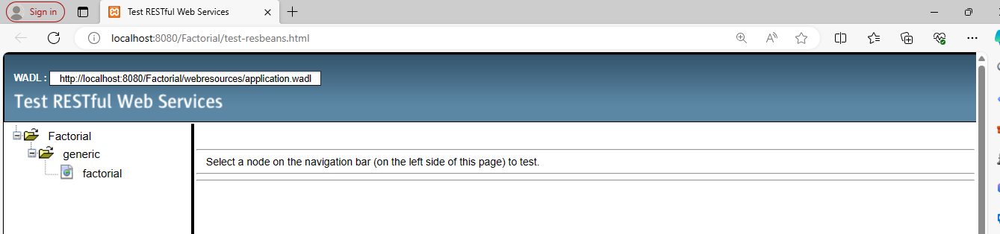 Sign in
Test RESTful Web Services
localhost:8080/Factorial/test-resbeans.html
WADL : http://localhost:8080/Factorial/webresources/application.wadl
Test RESTful Web Services
Factorial
generic
factorial
Select a node on the navigation bar (on the left side of this page) to test.